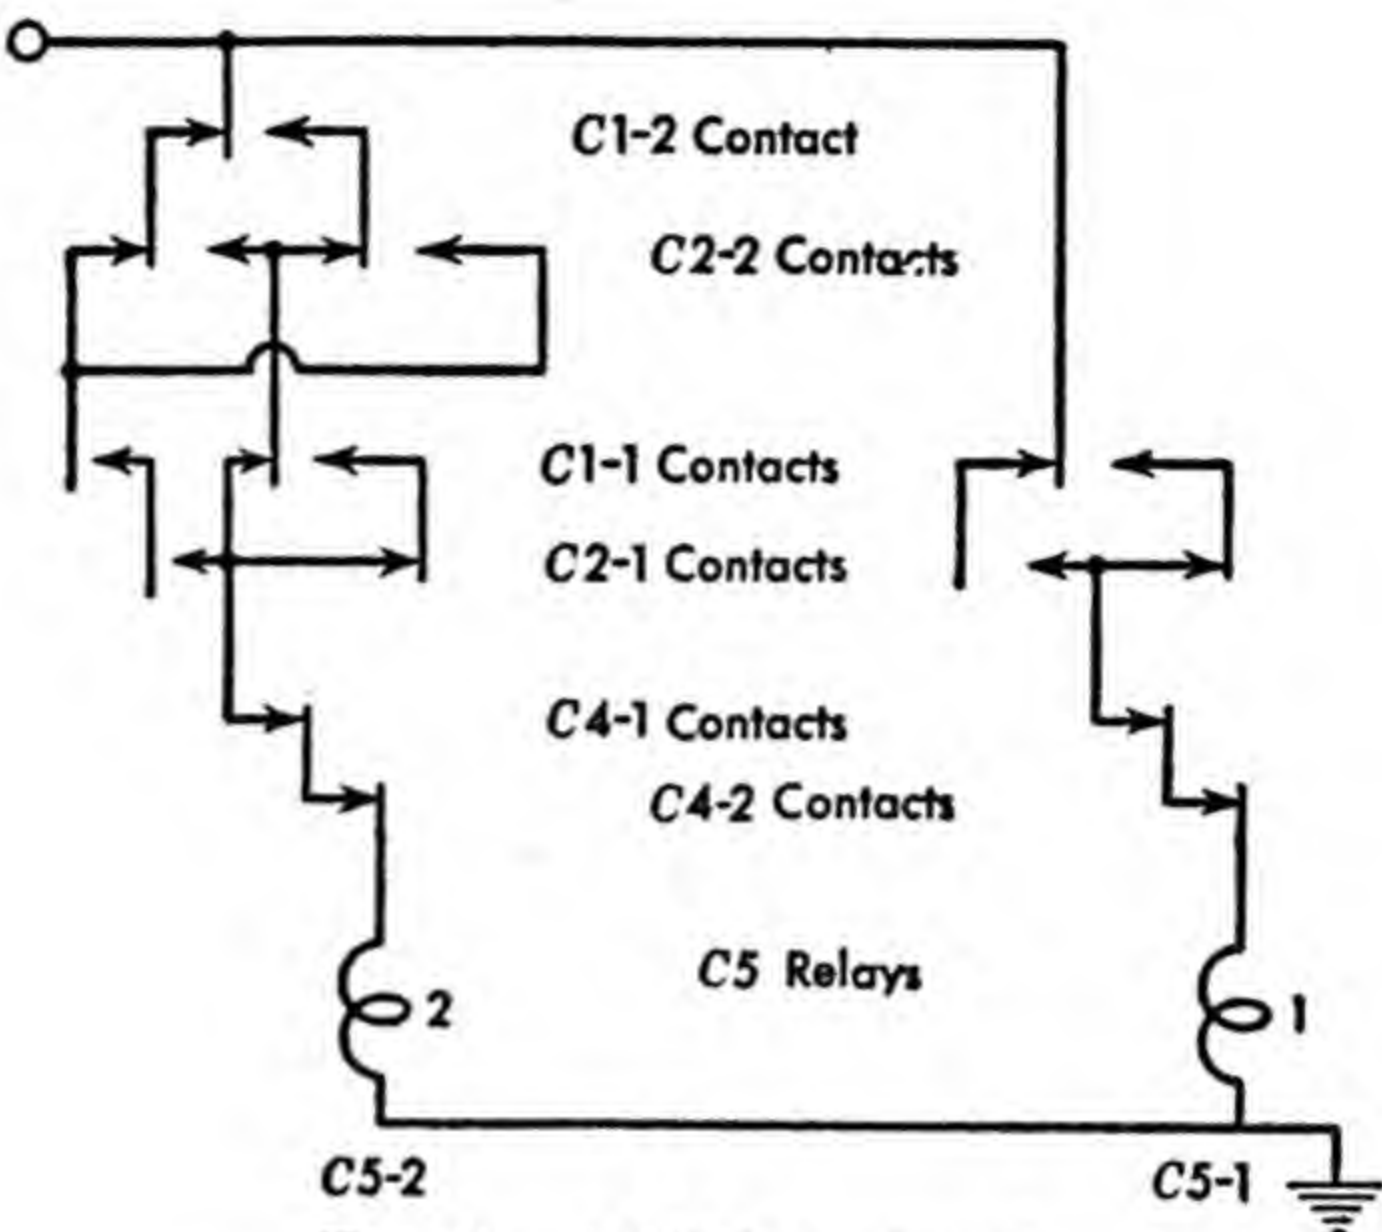 C1-2 Contact
C2-2 Contacts
C1-1 Contacts
C2-1 Contacts
C4-1 Contacts
C4-2 Contacts
C5 Relays
2
1
C5-2
C5-1